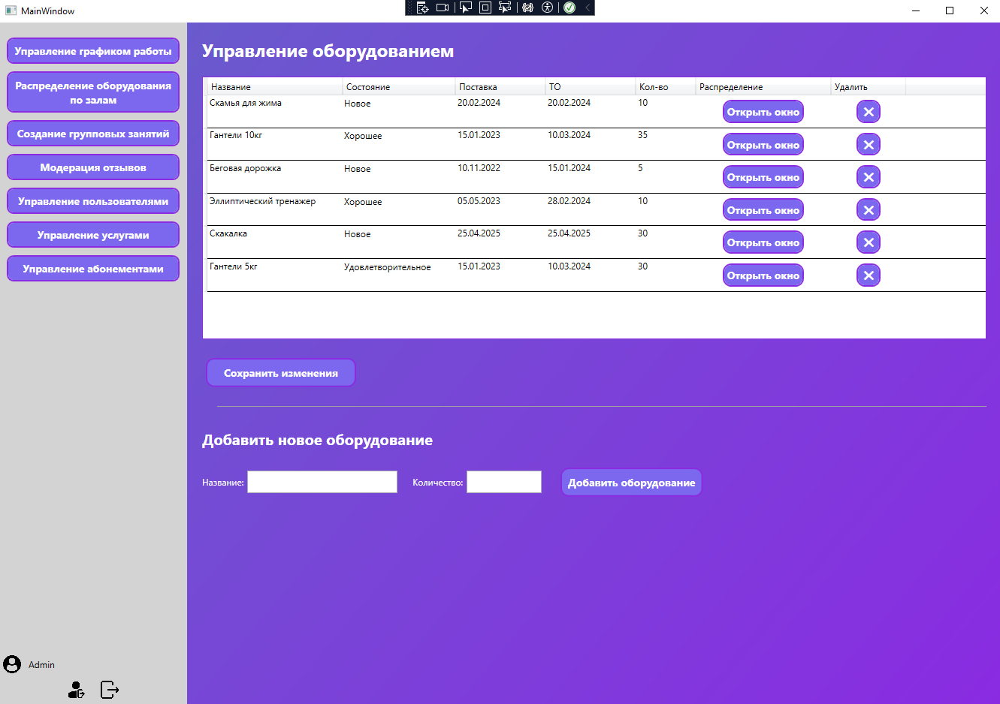 MainWindow
Управление графиком работы
Распределение оборудования
по залам
Создание групповых занятий
Модерация отзывов
Управление пользователями
Управление услугами
Управление абонементами
Admin
Управление оборудованием
Название Состояние Поставка ТО Кол-во Распределение Удалить
Скамья для жима Новое 20.02.2024 20.02.2024 10 Открыть окно
Гантели 10кг Хорошее 15.01.2023 10.03.2024 35 Открыть окно
Беговая дорожка Новое 10.11.2022 15.01.2024 5 Открыть окно
Эллиптический тренажер Хорошее 05.05.2023 28.02.2024 10 Открыть окно
Скакалка Новое 25.04.2025 25.04.2025 30 Открыть окно
Гантели 5кг Удовлетворительное 15.01.2023 10.03.2024 30 Открыть окно
Сохранить изменения
Добавить новое оборудование
Название: Количество: Добавить оборудование